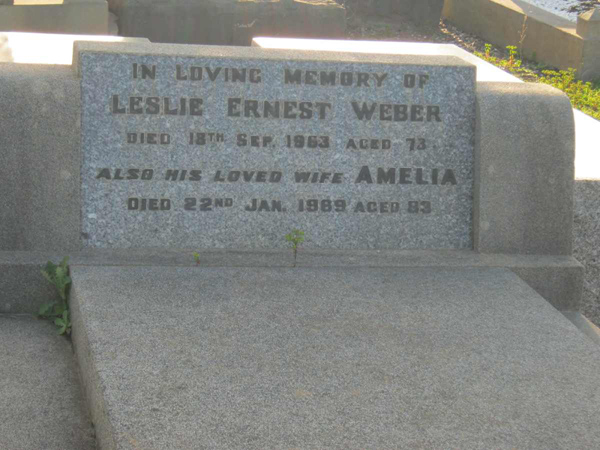 IN LOVING MEMORY OF
LESLIE ERNEST WEBER
DIED 18TH SEP. 1963 AGED 73
ALSO HIS LOVED WIFE AMELIA
DIED 22ND JAN. 1969 AGED 83